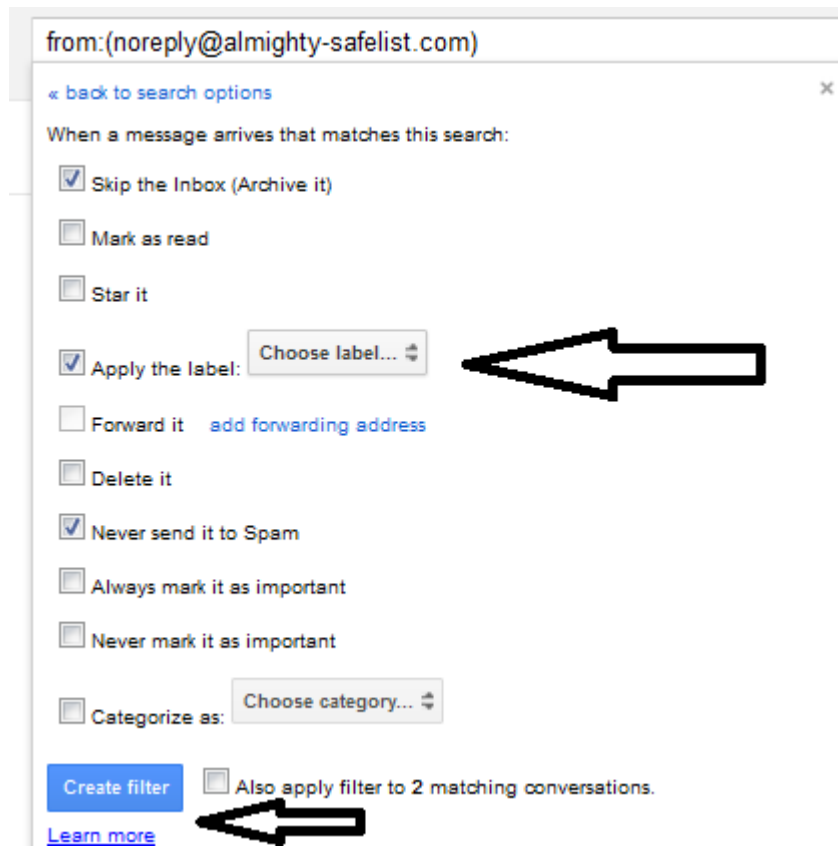 from:(noreply@almighty-safelist.com)
« back to search options
×
When a message arrives that matches this search:
Skip the Inbox (Archive it)
Mark as read
Star it
Apply the label: Choose label...
Forward it add forwarding address
Delete it
Never send it to Spam
Always mark it as important
Never mark it as important
Categorize as: Choose category...
Create filter Also apply filter to 2 matching conversations.
Learn more